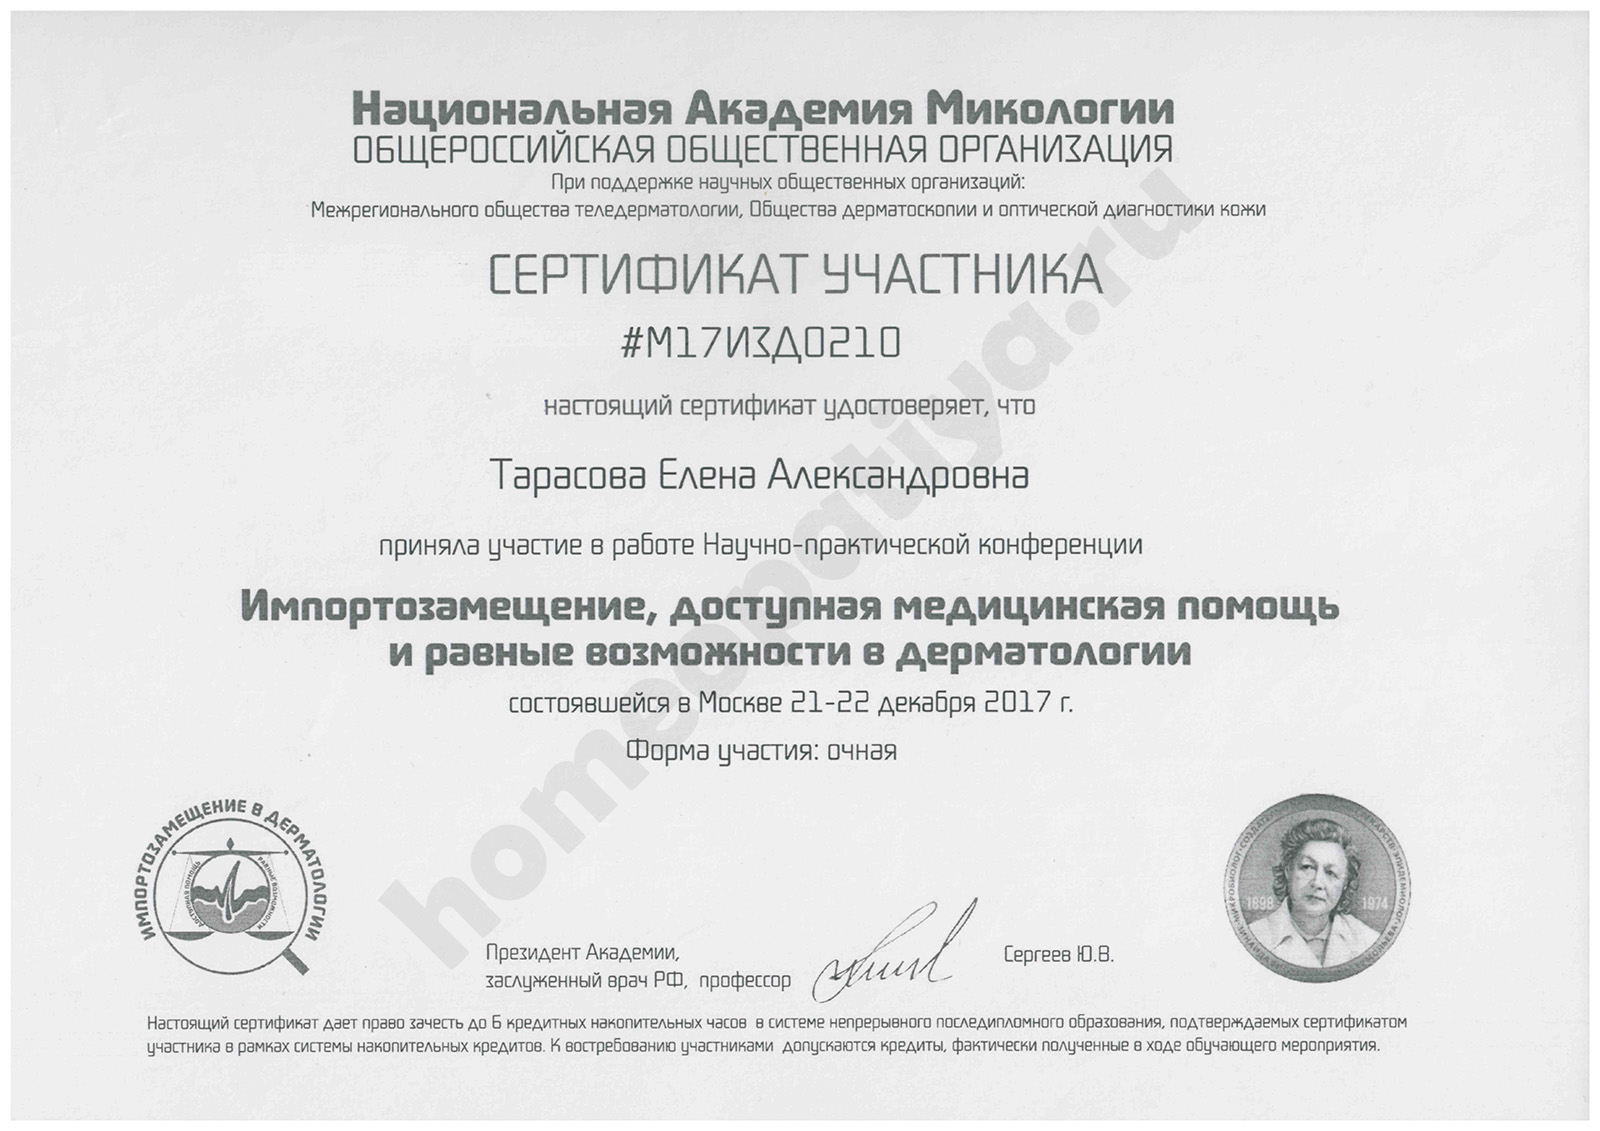 Национальная Академия Микологии
ОБЩЕРОССИЙСКАЯ ОБЩЕСТВЕННАЯ ОРГАНИЗАЦИЯ
При поддержке научных общественных организаций:
Межрегионального общества теледерматологии, Общества дерматоскопии и оптической диагностики кожи
СЕРТИФИКАТ УЧАСТНИКА
#М17ИЗД0210
настоящий сертификат удостоверяет, что
Тарасова Елена Александровна
приняла участие в работе Научно-практической конференции
Импортозамещение, доступная медицинская помощь
и равные возможности в дерматологии
состоявшейся в Москве 21-22 декабря 2017 г.
Форма участия: очная
homeopatiya.ru
ИМПОРТОЗАМЕЩЕНИЕ В ДЕРМАТОЛОГИИ
ДОСТУПНАЯ ПОМОЩЬ
РАВНЫЕ ВОЗМОЖНОСТИ
1898 1974
Президент Академии,
заслуженный врач РФ, профессор Сергеев Ю.В.
Настоящий сертификат дает право зачесть до 6 кредитных накопительных часов в системе непрерывного последипломного образования, подтверждаемых сертификатом
участника в рамках системы накопительных кредитов. К востребованию участниками допускаются кредиты, фактически полученные в ходе обучающего мероприятия.